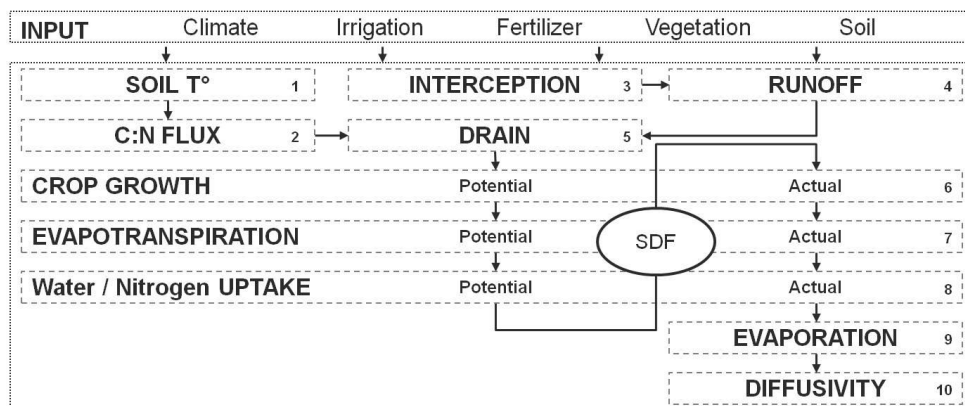 INPUT Climate Irrigation Fertilizer Vegetation Soil
SOIL T° 1 INTERCEPTION 3 RUNOFF 4
C:N FLUX 2 DRAIN 5
CROP GROWTH Potential Actual 6
EVAPOTRANSPIRATION Potential SDF Actual 7
Water / Nitrogen UPTAKE Potential Actual 8
EVAPORATION 9
DIFFUSIVITY 10